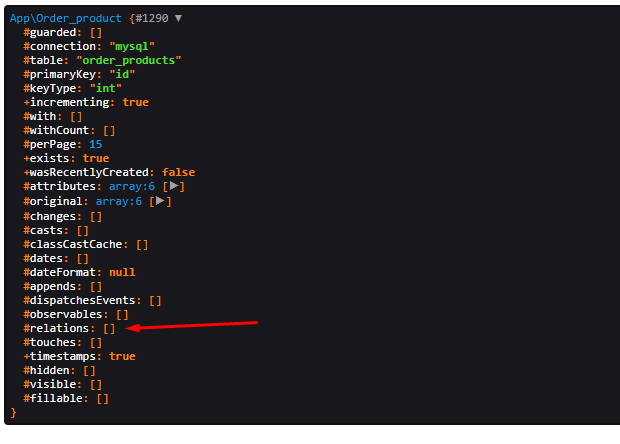 App\Order_product {#1290 ▼
#guarded: []
#connection: "mysql"
#table: "order_products"
#primaryKey: "id"
#keyType: "int"
+incrementing: true
#with: []
#withCount: []
#perPage: 15
+exists: true
+wasRecentlyCreated: false
#attributes: array:6 [▶]
#original: array:6 [▶]
#changes: []
#casts: []
#classCastCache: []
#dates: []
#dateFormat: null
#appends: []
#dispatchesEvents: []
#observables: []
#relations: []
#touches: []
+timestamps: true
#hidden: []
#visible: []
#fillable: []
}